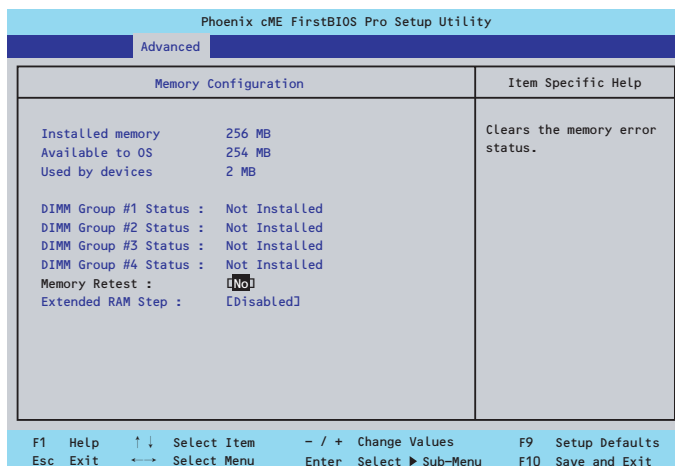 Phoenix cME FirstBIOS Pro Setup Utility
Advanced
Memory Configuration
Item Specific Help
Installed memory 256 MB
Available to OS 254 MB
Used by devices 2 MB
DIMM Group #1 Status : Not Installed
DIMM Group #2 Status : Not Installed
DIMM Group #3 Status : Not Installed
DIMM Group #4 Status : Not Installed
Memory Retest : [No]
Extended RAM Step : [Disabled]
Clears the memory error
status.
F1 Help ↑↓ Select Item − / + Change Values F9 Setup Defaults
Esc Exit ←→ Select Menu Enter Select ▶ Sub−Menu F10 Save and Exit